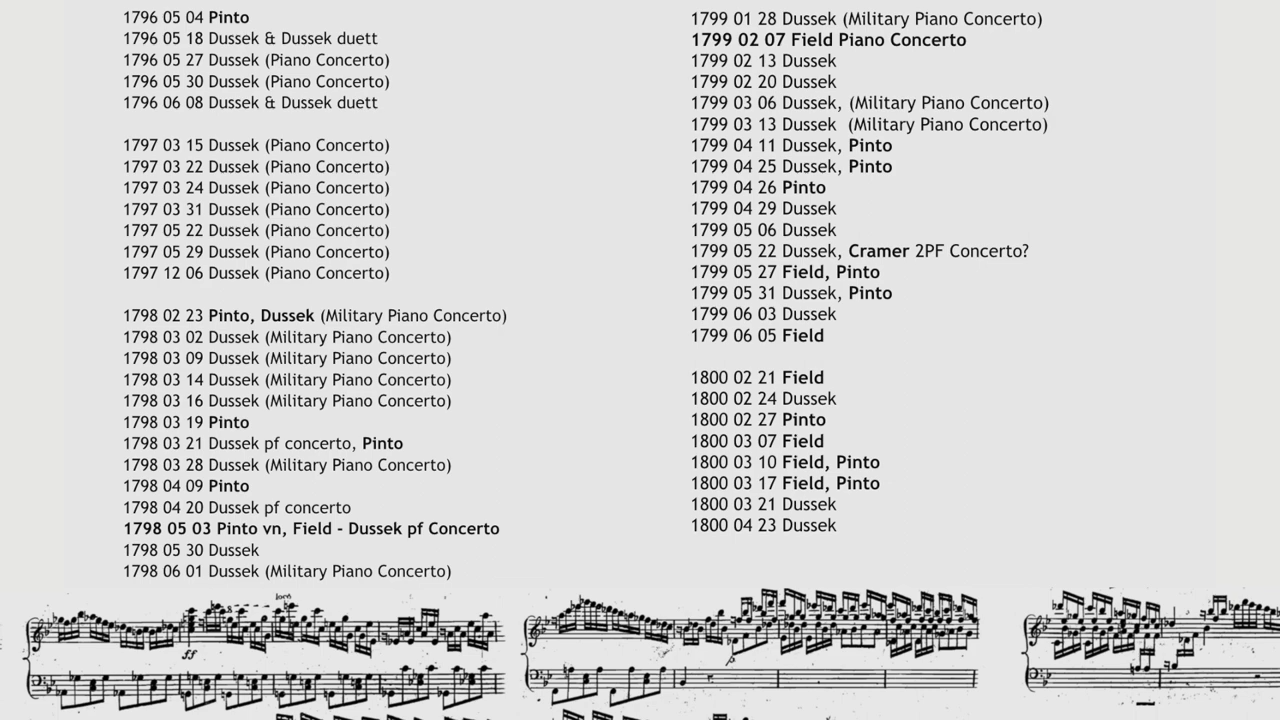 1796 05 04 Pinto
1796 05 18 Dussek & Dussek duett
1796 05 27 Dussek (Piano Concerto)
1796 05 30 Dussek (Piano Concerto)
1796 06 08 Dussek & Dussek duett
1797 03 15 Dussek (Piano Concerto)
1797 03 22 Dussek (Piano Concerto)
1797 03 24 Dussek (Piano Concerto)
1797 03 31 Dussek (Piano Concerto)
1797 05 22 Dussek (Piano Concerto)
1797 05 29 Dussek (Piano Concerto)
1797 12 06 Dussek (Piano Concerto)
1798 02 23 Pinto, Dussek (Military Piano Concerto)
1798 03 02 Dussek (Military Piano Concerto)
1798 03 09 Dussek (Military Piano Concerto)
1798 03 14 Dussek (Military Piano Concerto)
1798 03 16 Dussek (Military Piano Concerto)
1798 03 19 Pinto
1798 03 21 Dussek pf concerto, Pinto
1798 03 28 Dussek (Military Piano Concerto)
1798 04 09 Pinto
1798 04 20 Dussek pf concerto
1798 05 03 Pinto vn, Field - Dussek pf Concerto
1798 05 30 Dussek
1798 06 01 Dussek (Military Piano Concerto)
1799 01 28 Dussek (Military Piano Concerto)
1799 02 07 Field Piano Concerto
1799 02 13 Dussek
1799 02 20 Dussek
1799 03 06 Dussek, (Military Piano Concerto)
1799 03 13 Dussek (Military Piano Concerto)
1799 04 11 Dussek, Pinto
1799 04 25 Dussek, Pinto
1799 04 26 Pinto
1799 04 29 Dussek
1799 05 06 Dussek
1799 05 22 Dussek, Cramer 2PF Concerto?
1799 05 27 Field, Pinto
1799 05 31 Dussek, Pinto
1799 06 03 Dussek
1799 06 05 Field
1800 02 21 Field
1800 02 24 Dussek
1800 02 27 Pinto
1800 03 07 Field
1800 03 10 Field, Pinto
1800 03 17 Field, Pinto
1800 03 21 Dussek
1800 04 23 Dussek
8 loco
ff
p